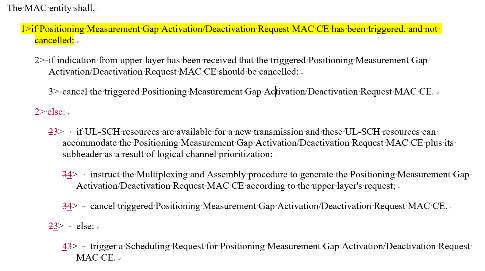 The MAC entity shall,
1>if Positioning Measurement Gap Activation/Deactivation Request MAC CE has been triggered, and not
cancelled:
2> if indication from upper layer has been received that the triggered Positioning Measurement Gap
Activation/Deactivation Request MAC CE should be cancelled:
3> cancel the triggered Positioning Measurement Gap Activation/Deactivation Request MAC CE.
2> else:
23> if UL-SCH resources are available for a new transmission and these UL-SCH resources can
accommodate the Positioning Measurement Gap Activation/Deactivation Request MAC CE plus its
subheader as a result of logical channel prioritization:
34> instruct the Multiplexing and Assembly procedure to generate the Positioning Measurement Gap
Activation/Deactivation Request MAC CE according to the upper layer's request;
34> cancel triggered Positioning Measurement Gap Activation/Deactivation Request MAC CE.
23> else:
43> trigger a Scheduling Request for Positioning Measurement Gap Activation/Deactivation Request
MAC CE.